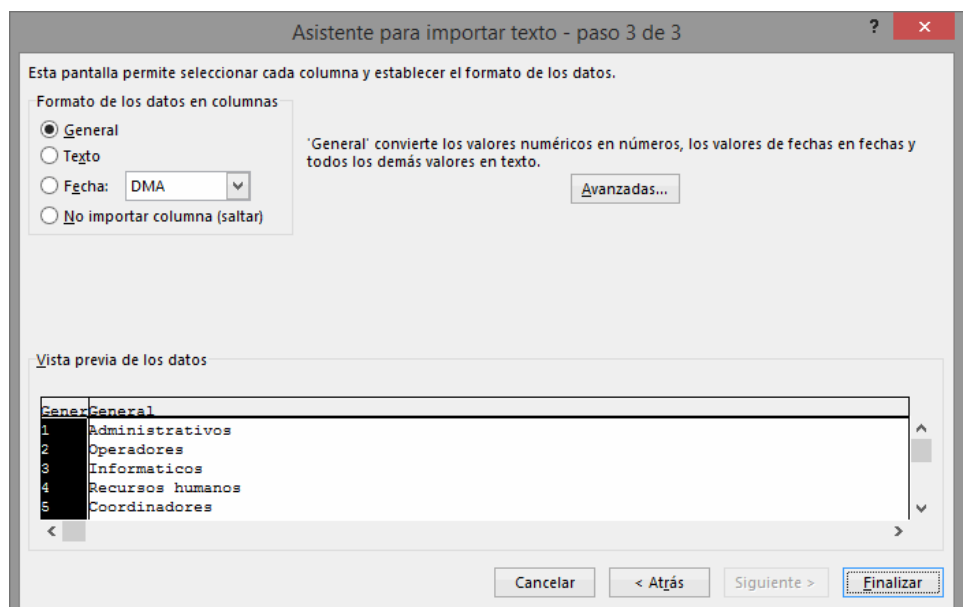 Asistente para importar texto - paso 3 de 3
?
Esta pantalla permite seleccionar cada columna y establecer el formato de los datos.
Formato de los datos en columnas
General
Texto
Fecha: DMA
No importar columna (saltar)
'General' convierte los valores numéricos en números, los valores de fechas en fechas y
todos los demás valores en texto.
Avanzadas...
Vista previa de los datos
Gener General
1 Administrativos
2 Operadores
3 Informaticos
4 Recursos humanos
5 Coordinadores
Cancelar < Atrás Siguiente > Finalizar